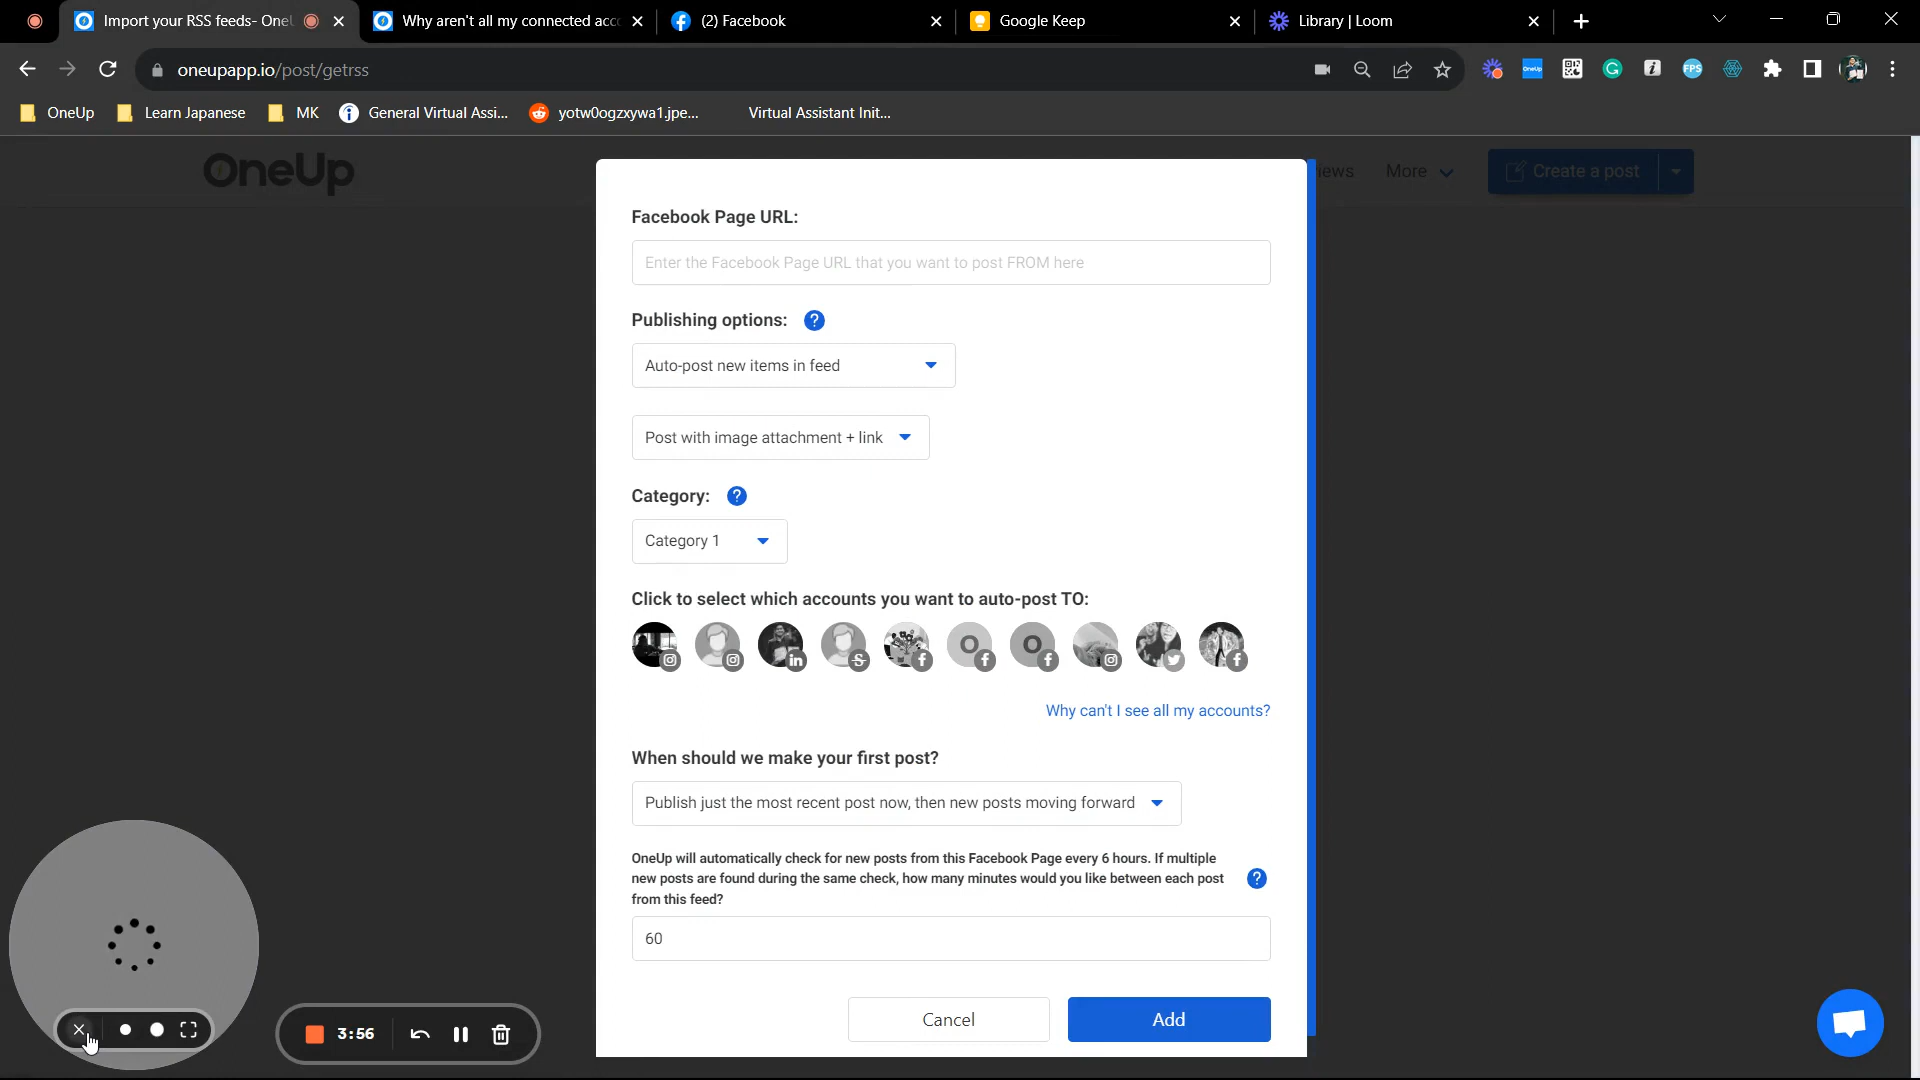 Import your RSS feeds- OneU
Why aren't all my connected acc
(2) Facebook
Google Keep
Library | Loom
oneupapp.io/post/getrss
OneUp
Learn Japanese
MK
General Virtual Assi...
yotw0ogzxywa1.jpe...
Virtual Assistant Init...
OneUp
iews
More
Create a post
Facebook Page URL:
Enter the Facebook Page URL that you want to post FROM here
Publishing options: ?
Auto-post new items in feed
Post with image attachment + link
Category: ?
Category 1
Click to select which accounts you want to auto-post TO:
O
O
Why can't I see all my accounts?
When should we make your first post?
Publish just the most recent post now, then new posts moving forward
OneUp will automatically check for new posts from this Facebook Page every 6 hours. If multiple
new posts are found during the same check, how many minutes would you like between each post ?
from this feed?
60
Cancel
Add
3:56